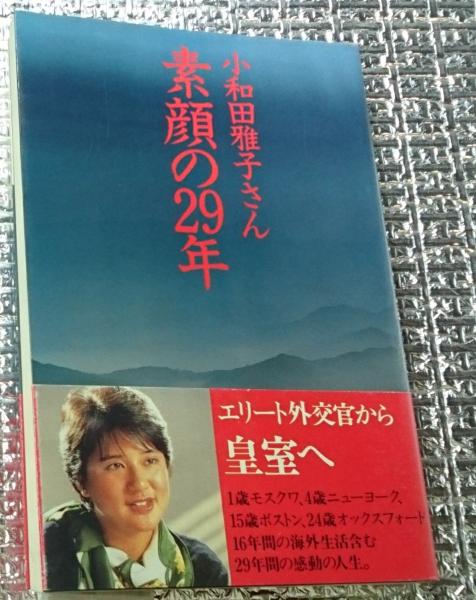 小和田雅子さん
素顔の29年
エリート外交官から
皇室へ
1歳モスクワ、4歳ニューヨーク、
15歳ボストン、24歳オックスフォード
16年間の海外生活含む
29年間の感動の人生。